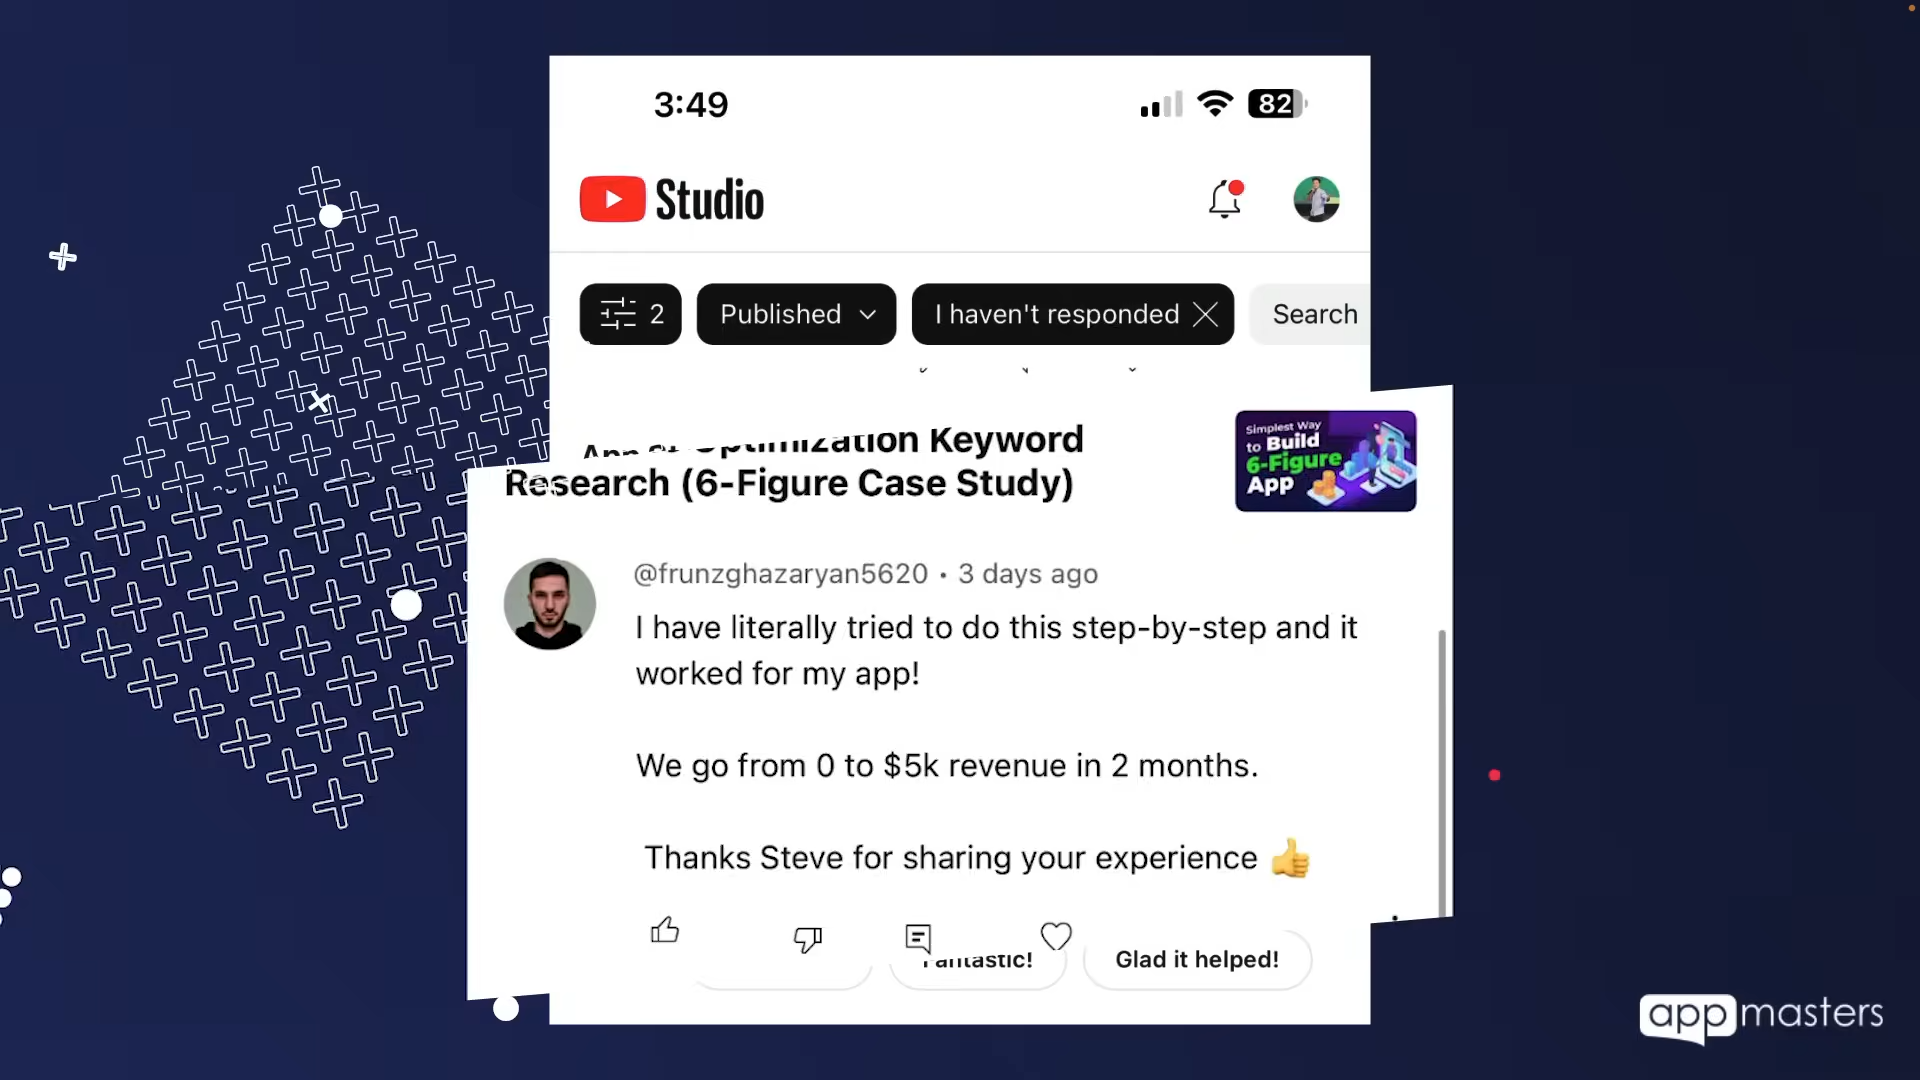 3:49
82
Studio
2
Published
I haven't responded
Search
Optimization Keyword
Research (6-Figure Case Study)
Simplest Way
to Build
6-Figure
App
@frunzghazaryan5620 • 3 days ago
I have literally tried to do this step-by-step and it
worked for my app!
We go from 0 to $5k revenue in 2 months.
Thanks Steve for sharing your experience 👍
Fantastic!
Glad it helped!
appmasters